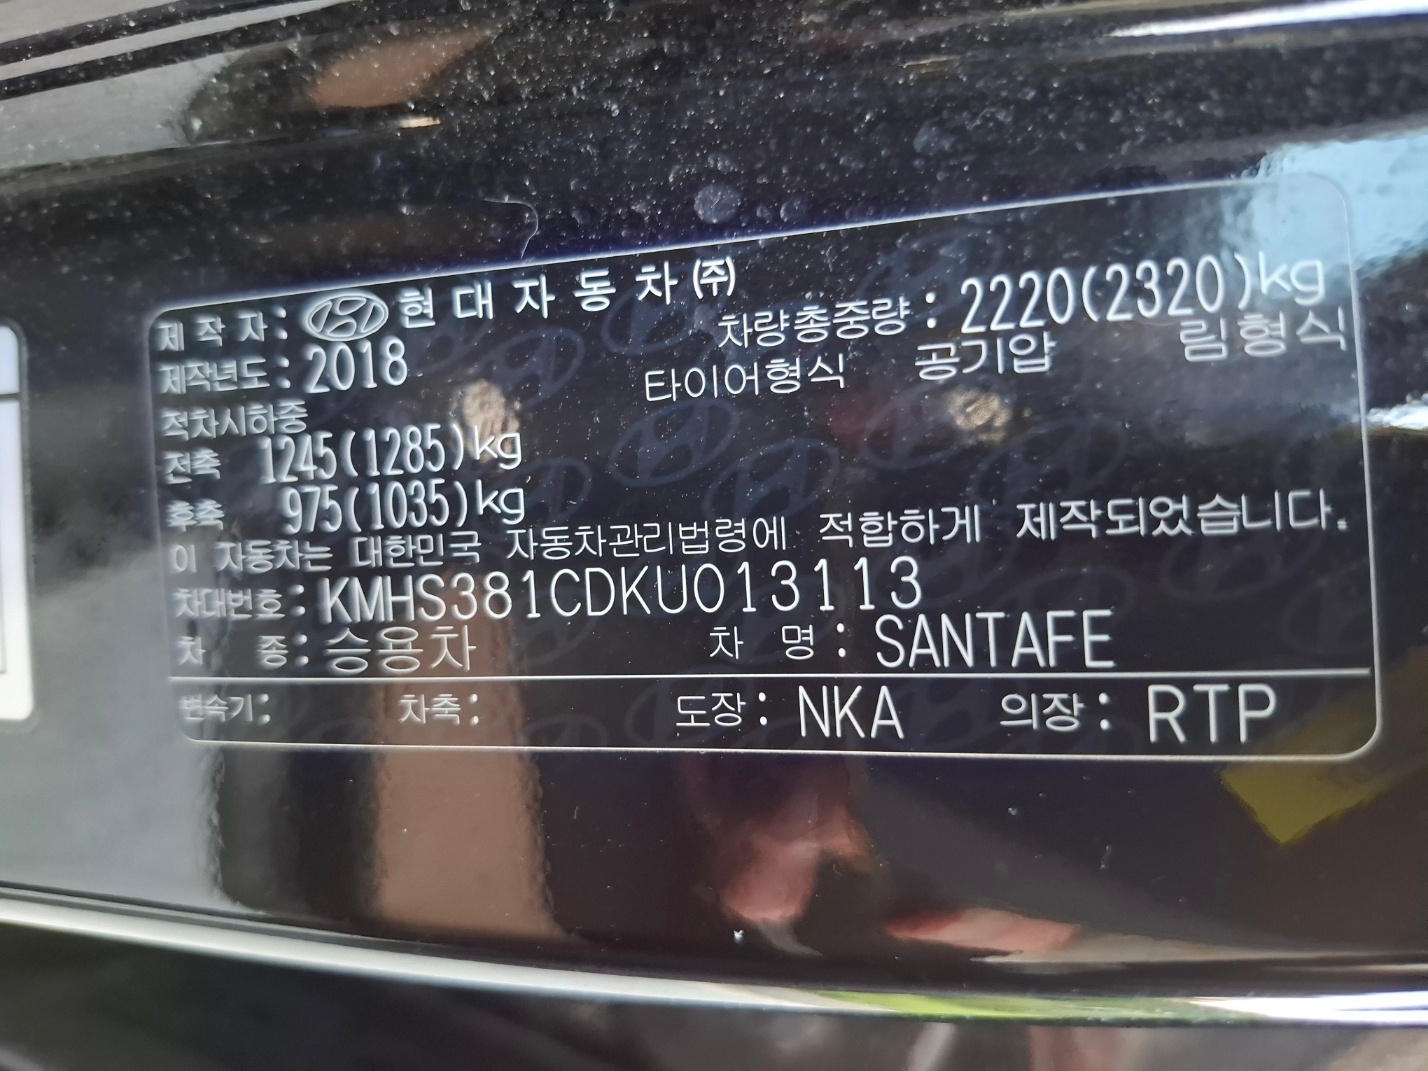 제 작 자 : 현 대 자 동 차 ㈜
제작년도 : 2018 차량총중량 : 2220(2320)kg
타이어형식 공기압 림형식
적차시하중
전축 1245(1285)kg
후축 975(1035)kg
이 자동차는 대한민국 자동차관리법령에 적합하게 제작되었습니다.
차대번호 : KMHS381CDKU013113
차 종 : 승용차 차 명 : SANTAFE
변속기 : 차축 : 도장 : NKA 의장 : RTP